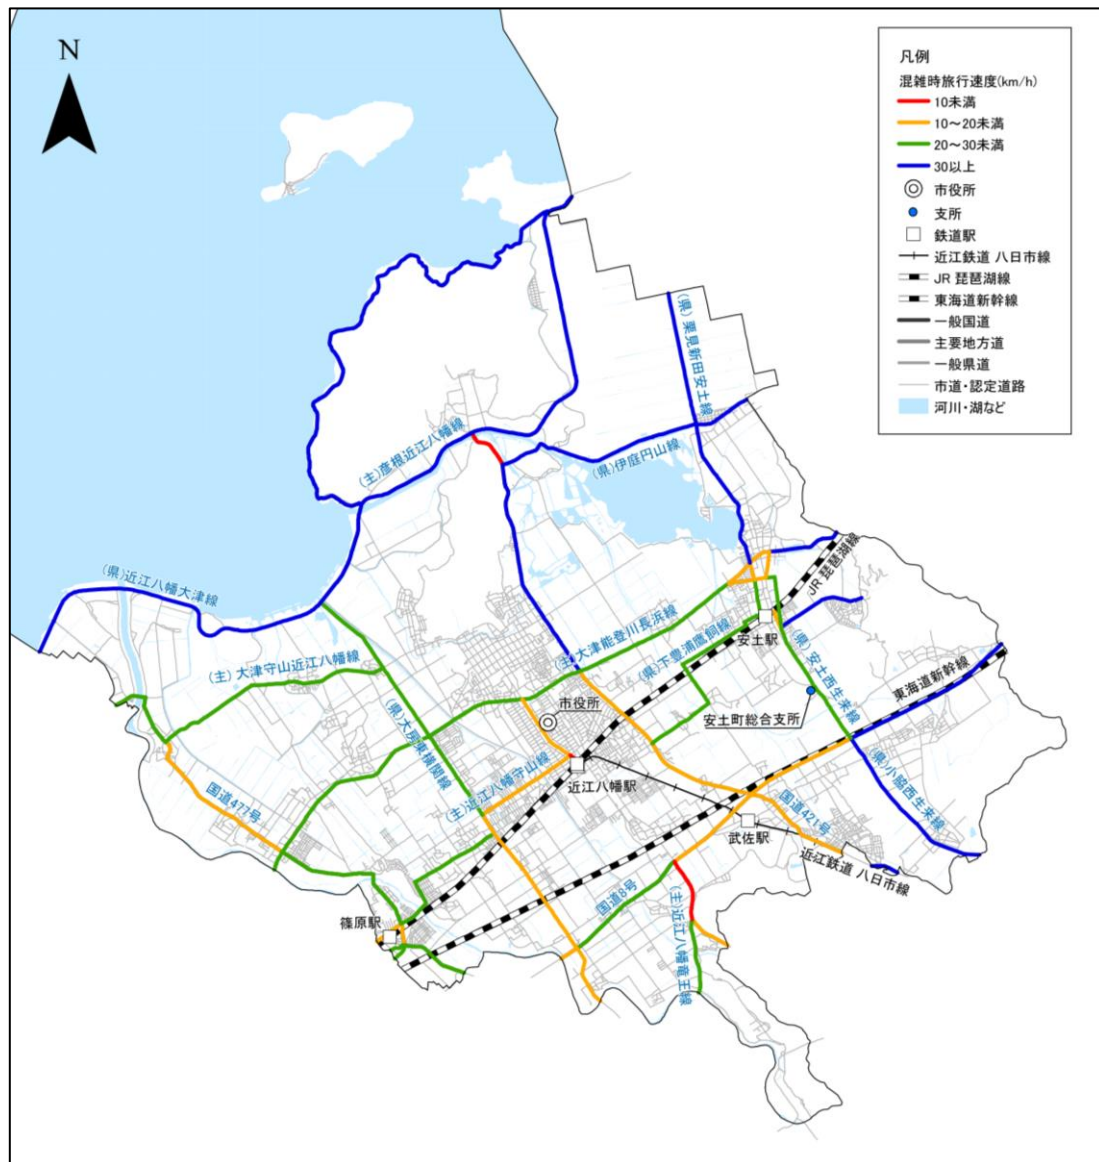 N
凡例
混雑時旅行速度(km/h)
10未満
10～20未満
20～30未満
30以上
市役所
支所
鉄道駅
近江鉄道 八日市線
JR 琵琶湖線
東海道新幹線
一般国道
主要地方道
一般県道
市道・認定道路
河川・湖など
(県)栗見新田安土線
(主)彦根近江八幡線
(県)伊庭円山線
JR 琵琶湖線
(県)近江八幡大津線
(主)大津能登川長浜線
安土駅
(県)下豊浦鷹飼線
(主)大津守山近江八幡線
(県)安土西生来線
東海道新幹線
市役所
安土町総合支所
(県)大房東横関線
(県)小脇西生来線
近江八幡駅
(主)近江八幡守山線
国道477号
国道421号
武佐駅
近江鉄道 八日市線
国道8号
(主)近江八幡竜王線
篠原駅